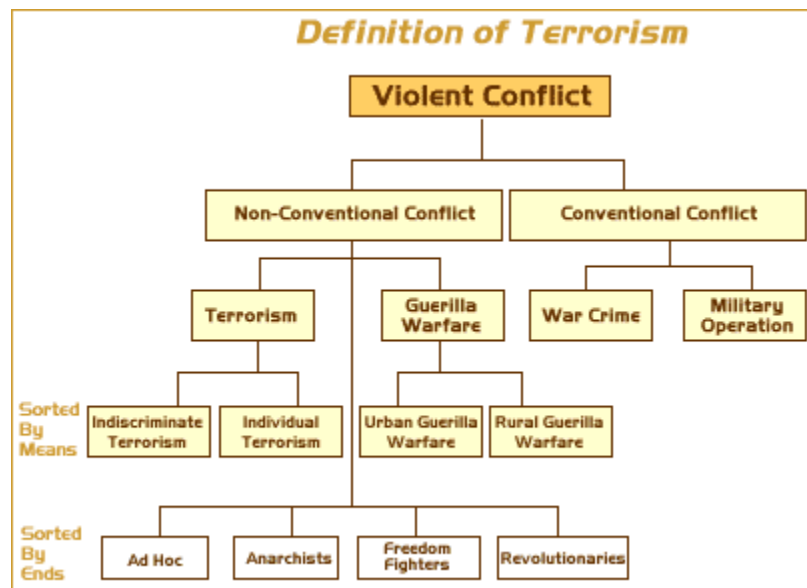 Definition of Terrorism
Violent Conflict
Non-Conventional Conflict
Conventional Conflict
Terrorism
Guerilla
Warfare
War Crime
Military
Operation
Sorted
By
Means
Indiscriminate
Terrorism
Individual
Terrorism
Urban Guerilla
Warfare
Rural Guerilla
Warfare
Sorted
By
Ends
Ad Hoc
Anarchists
Freedom
Fighters
Revolutionaries